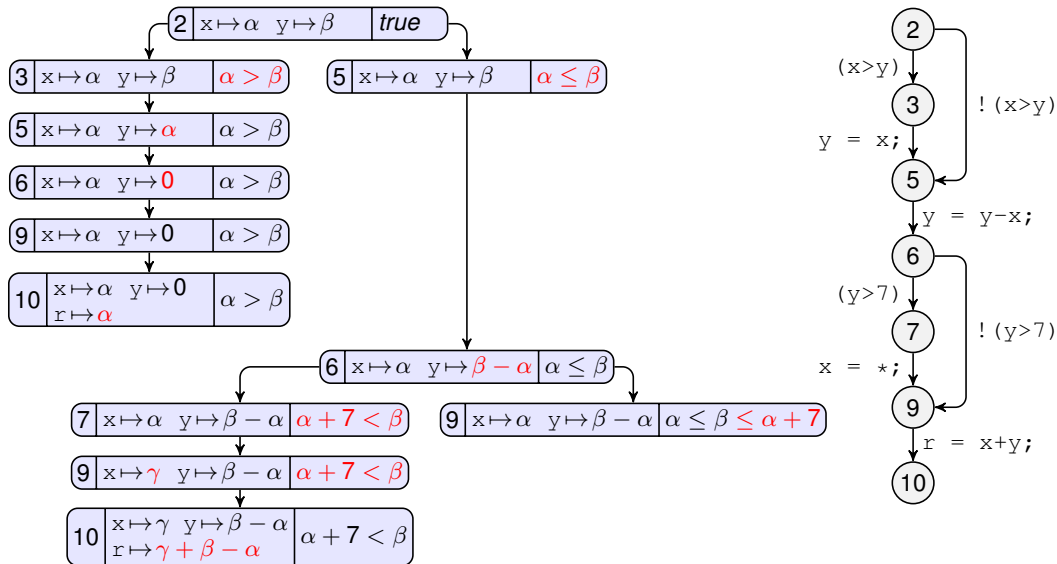 2 x↦α y↦β true
3 x↦α y↦β α > β
5 x↦α y↦β α ≤ β
5 x↦α y↦α α > β
6 x↦α y↦0 α > β
9 x↦α y↦0 α > β
10 x↦α y↦0 α > β
r↦α
6 x↦α y↦β − α α ≤ β
7 x↦α y↦β − α α + 7 < β
9 x↦α y↦β − α α ≤ β ≤ α + 7
9 x↦γ y↦β − α α + 7 < β
10 x↦γ y↦β − α α + 7 < β
r↦γ + β − α
2
(x>y)
!(x>y)
3
y = x;
5
y = y-x;
6
(y>7)
!(y>7)
7
x = *;
9
r = x+y;
10